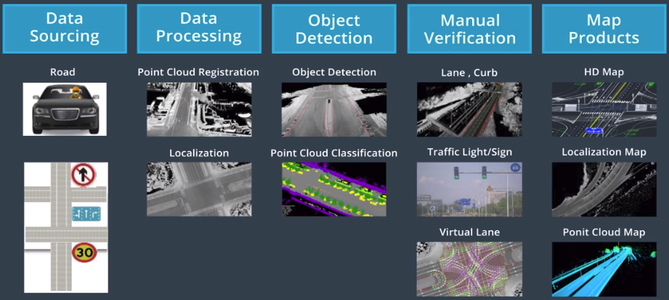 Data
Sourcing
Data
Processing
Object
Detection
Manual
Verification
Map
Products
Road
Point Cloud Registration
Object Detection
Lane , Curb
HD Map
Localization
Point Cloud Classification
Traffic Light/Sign
Localization Map
30
Virtual Lane
Ponit Cloud Map